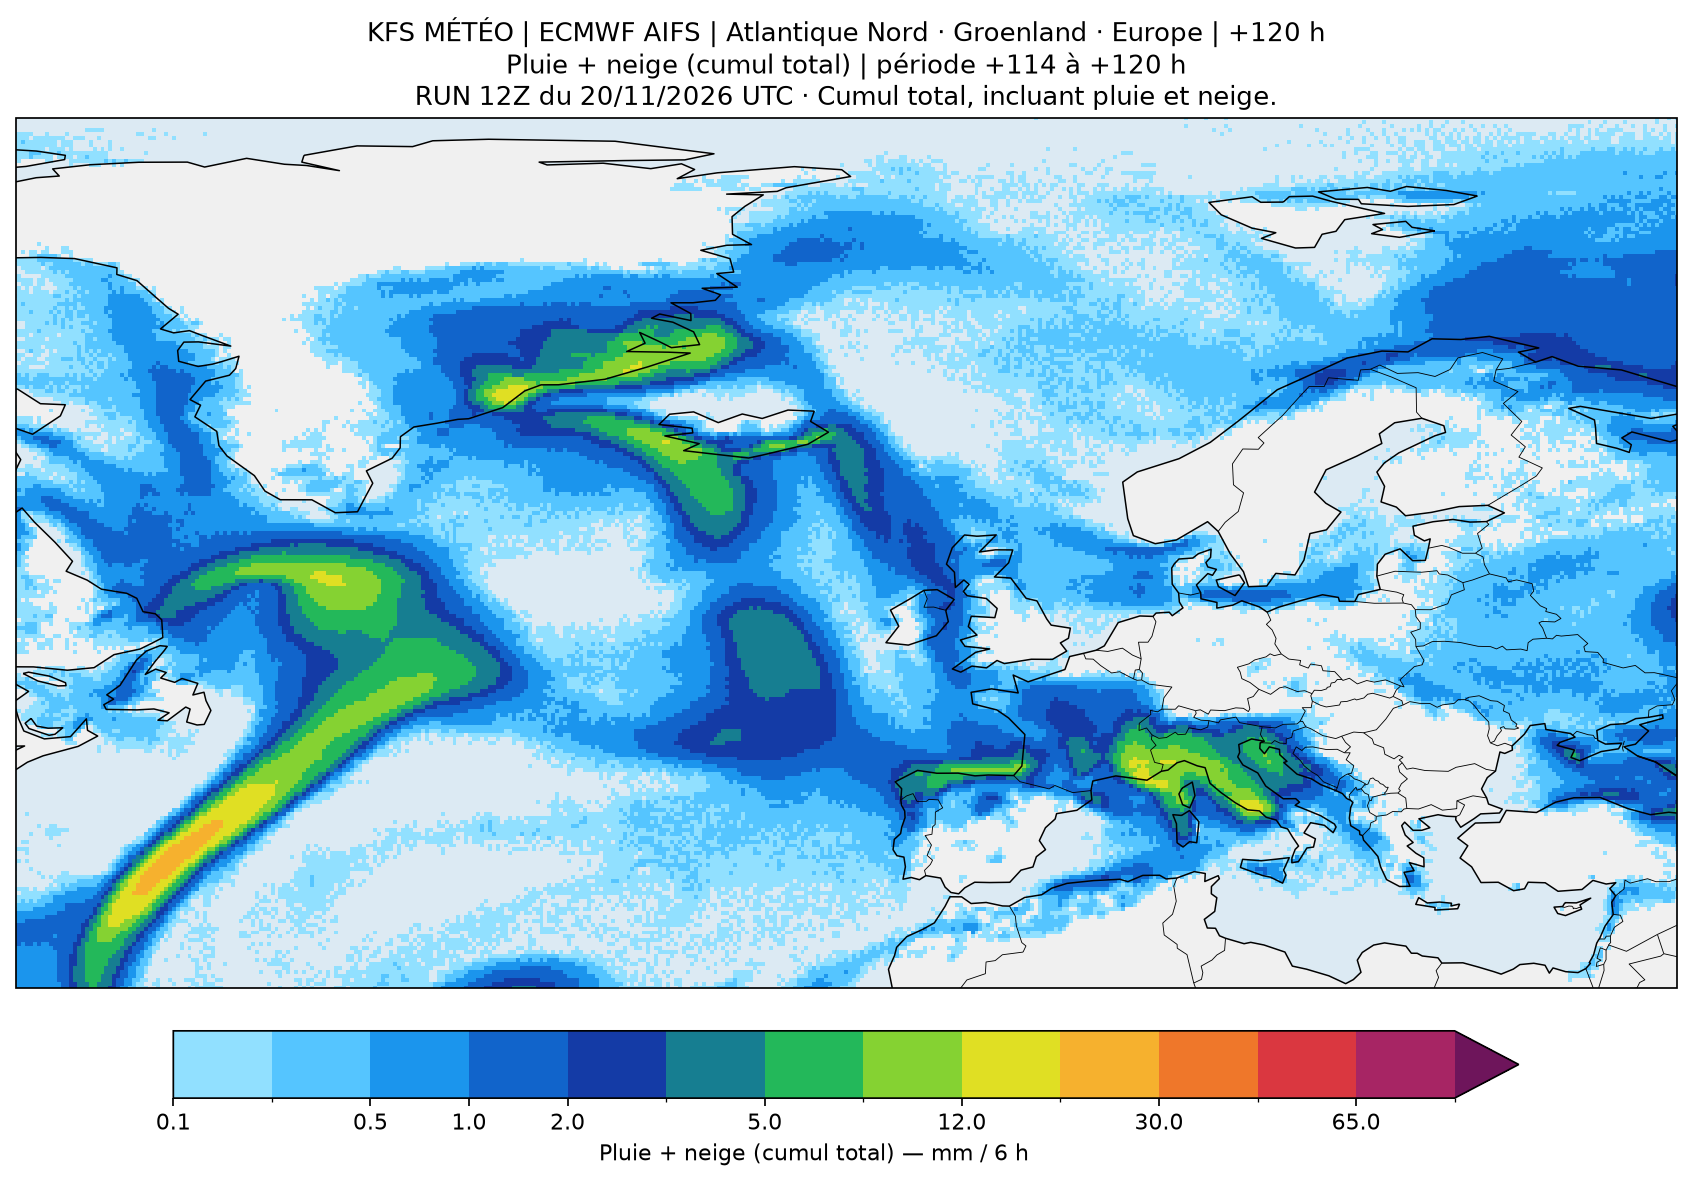 KFS MÉTÉO | ECMWF AIFS | Atlantique Nord · Groenland · Europe | +120 h
Pluie + neige (cumul total) | période +114 à +120 h
RUN 12Z du 20/11/2026 UTC · Cumul total, incluant pluie et neige.
0.1 0.5 1.0 2.0 5.0 12.0 30.0 65.0
Pluie + neige (cumul total) — mm / 6 h